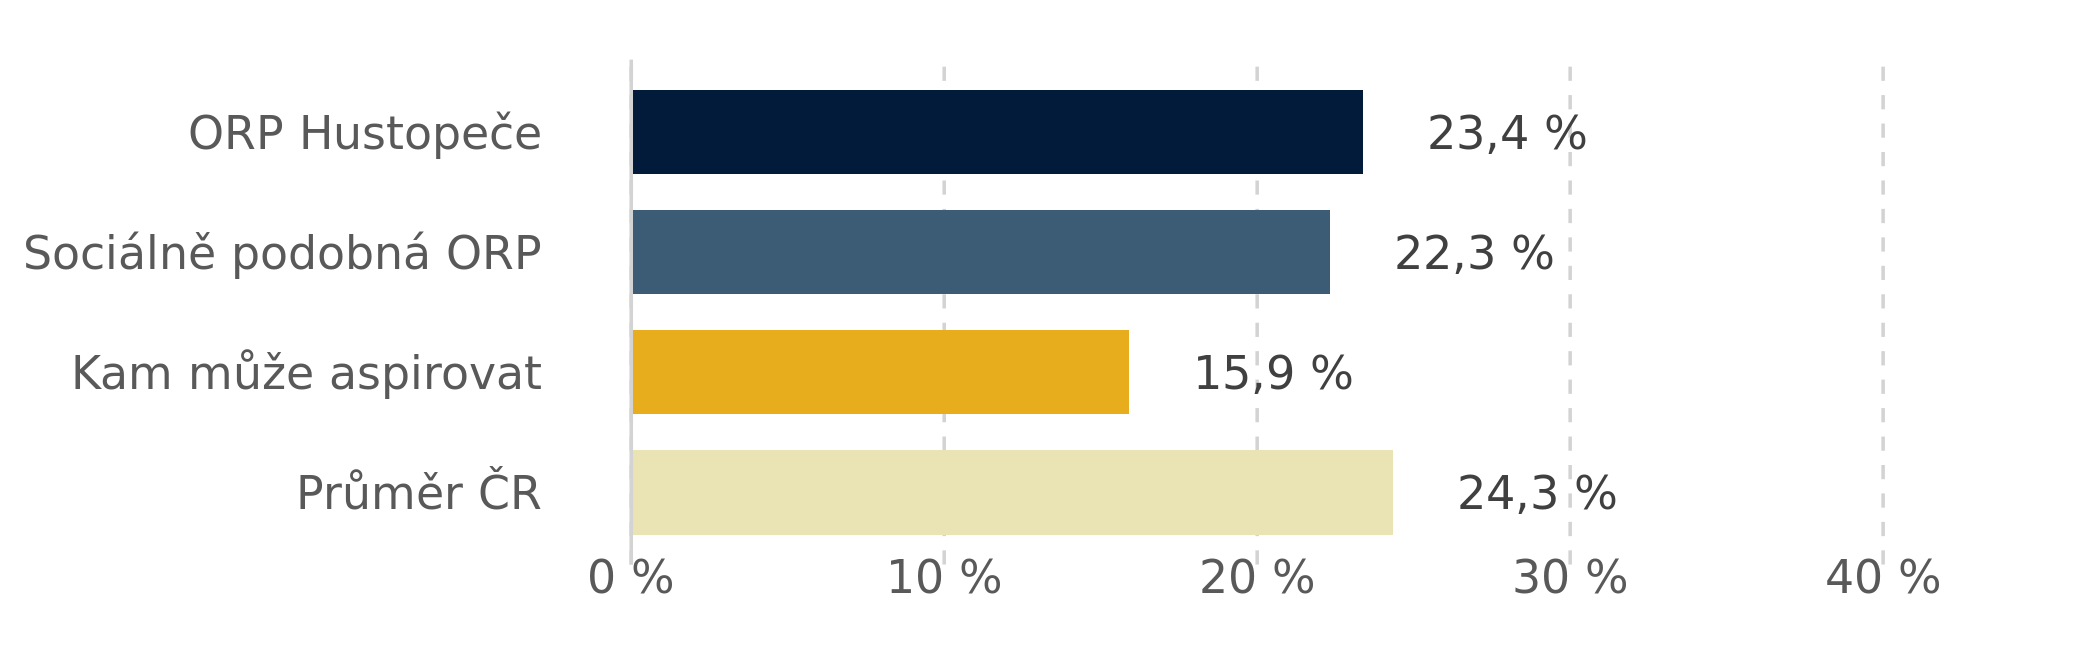 ORP Hustopeče 23,4 %
Sociálně podobná ORP 22,3 %
Kam může aspirovat 15,9 %
Průměr ČR 24,3 %
0 % 10 % 20 % 30 % 40 %